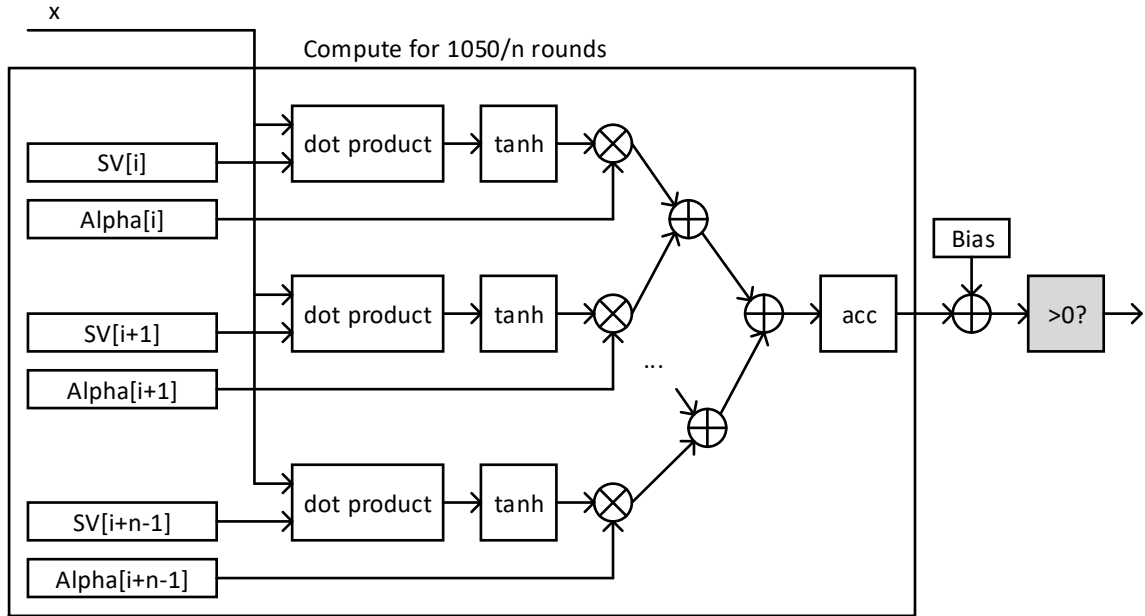 x
Compute for 1050/n rounds
dot product
tanh
SV[i]
Alpha[i]
Bias
dot product
tanh
acc
>0?
SV[i+1]
...
Alpha[i+1]
dot product
tanh
SV[i+n-1]
Alpha[i+n-1]